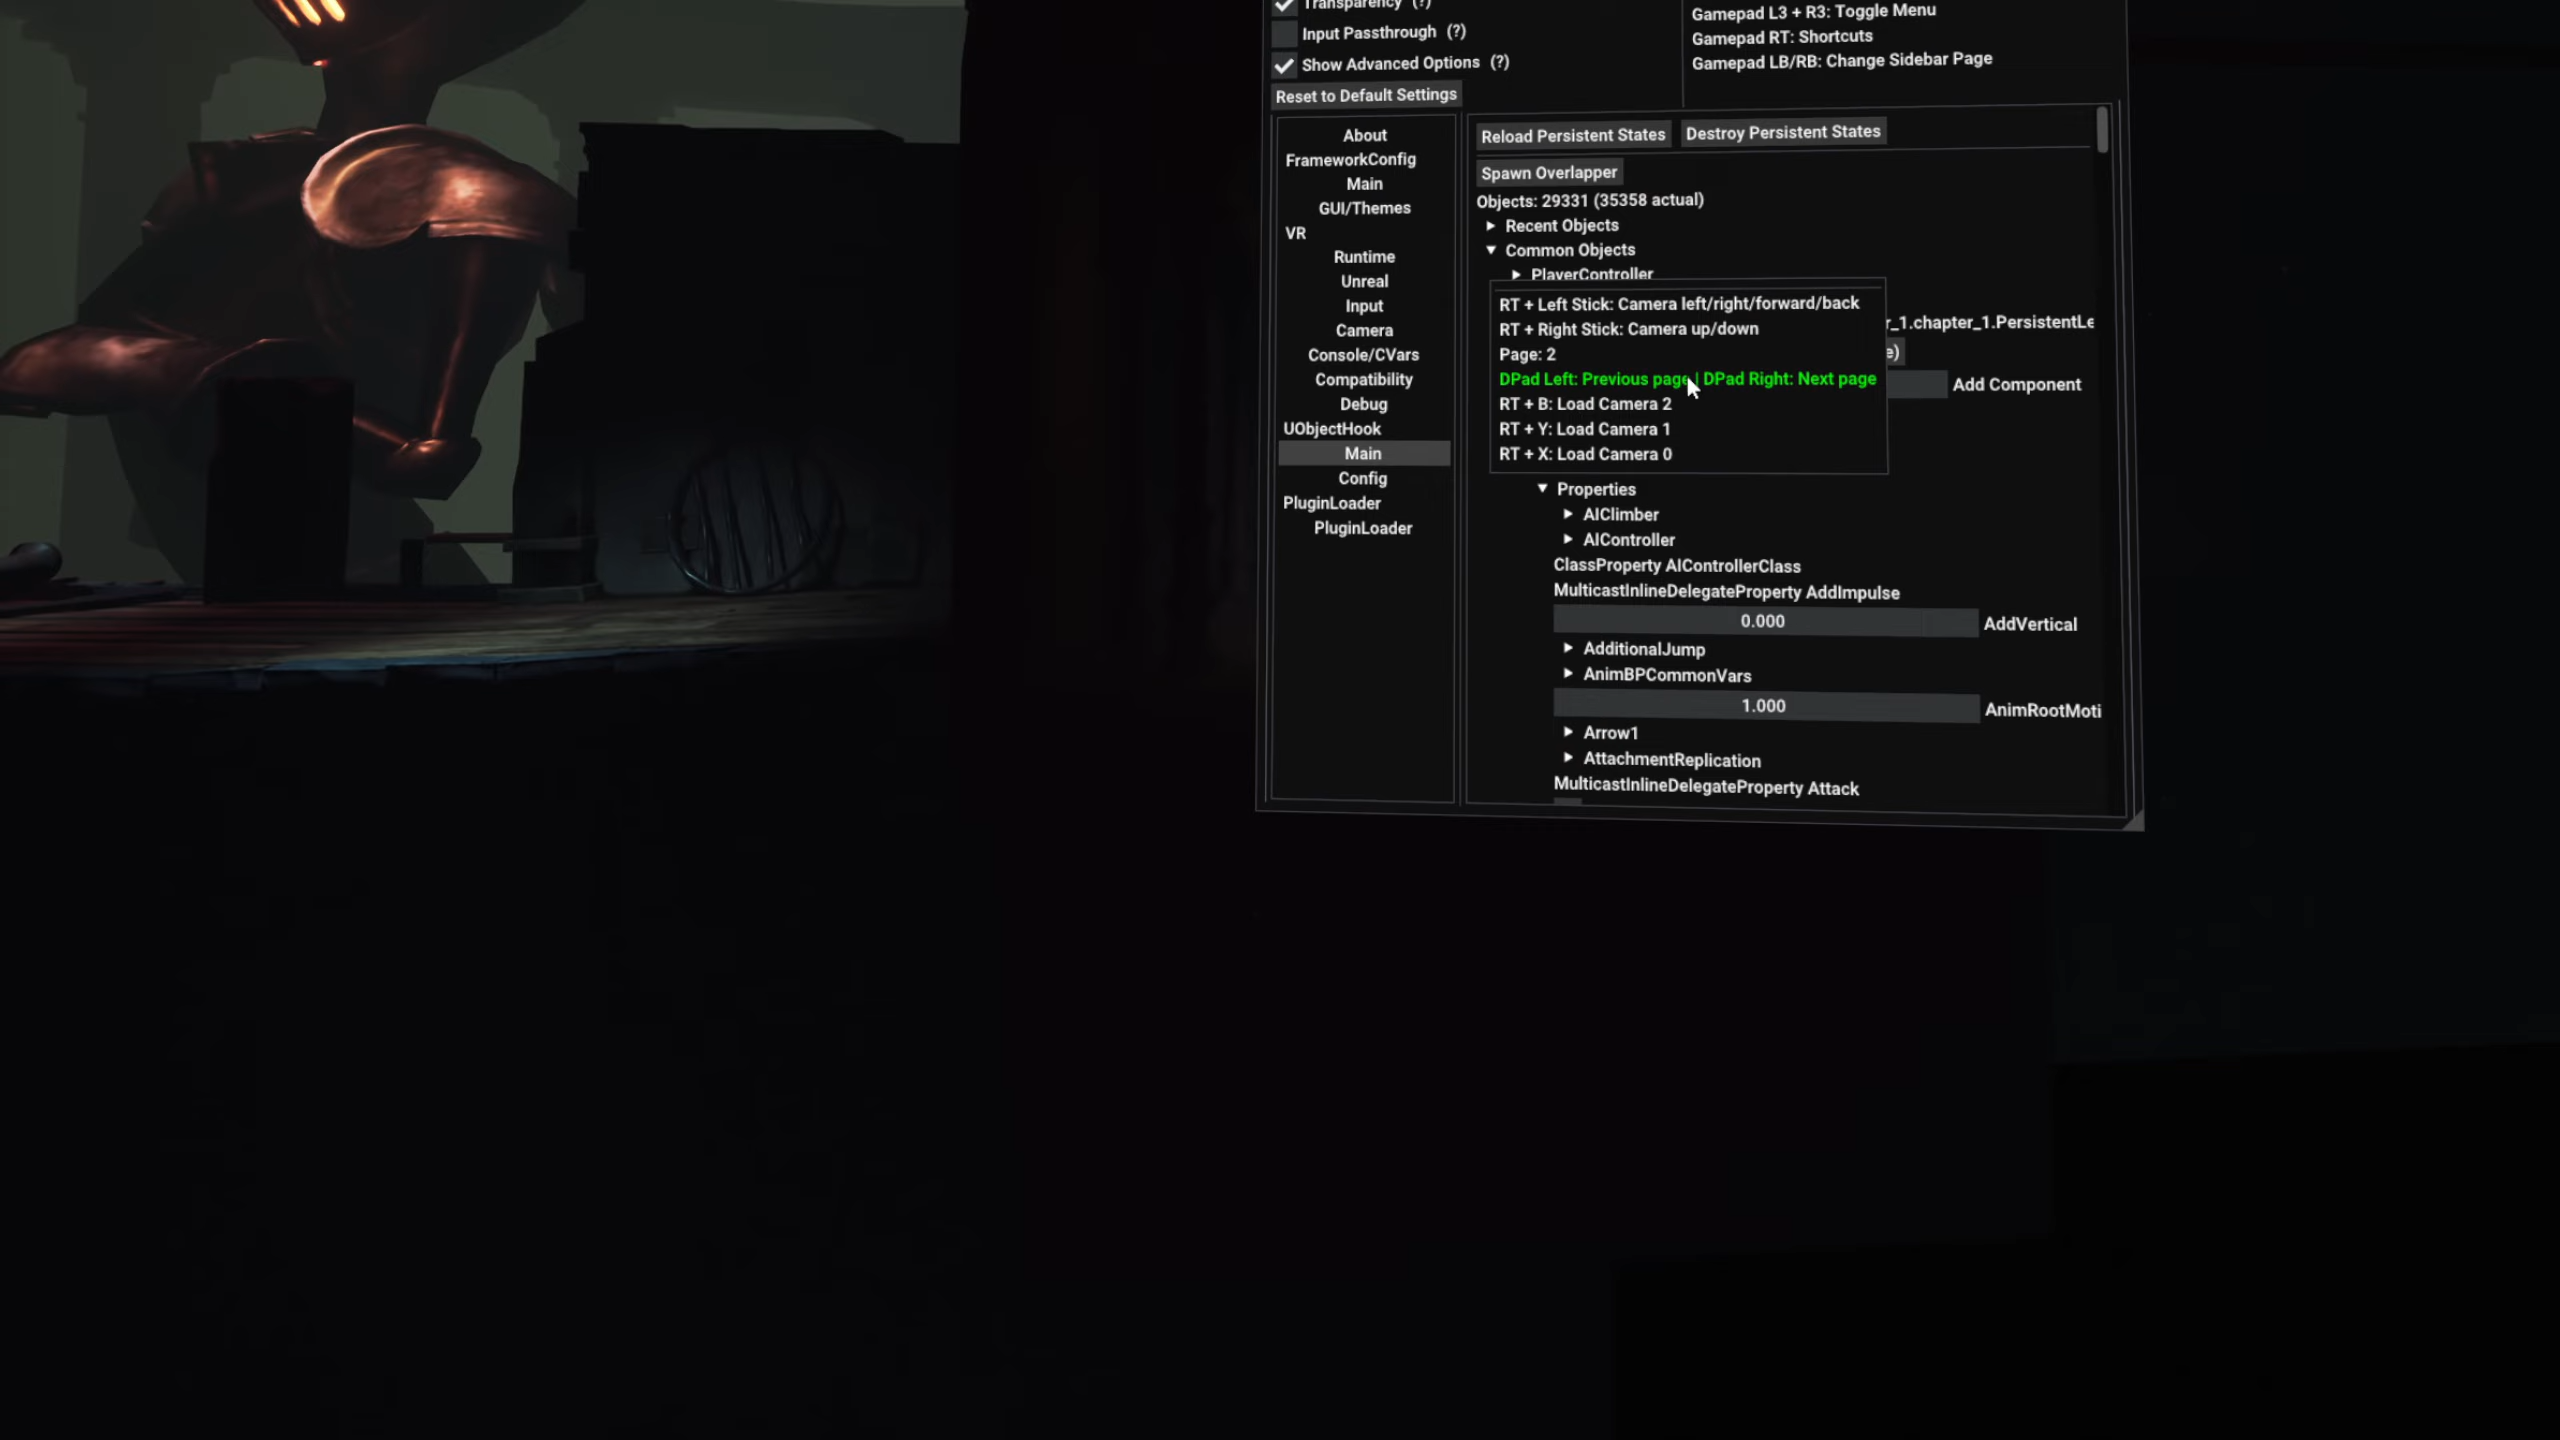 Transparency (?)
Input Passthrough (?)
Show Advanced Options (?)
Reset to Default Settings
Gamepad L3 + R3: Toggle Menu
Gamepad RT: Shortcuts
Gamepad LB/RB: Change Sidebar Page
About
FrameworkConfig
Main
GUI/Themes
VR
Runtime
Unreal
Input
Camera
Console/CVars
Compatibility
Debug
UObjectHook
Main
Config
PluginLoader
PluginLoader
Reload Persistent States Destroy Persistent States
Spawn Overlapper
Objects: 29331 (35358 actual)
Recent Objects
Common Objects
PlayerController
RT + Left Stick: Camera left/right/forward/back
RT + Right Stick: Camera up/down
Page: 2
DPad Left: Previous page | DPad Right: Next page
RT + B: Load Camera 2
RT + Y: Load Camera 1
RT + X: Load Camera 0
r_1.chapter_1.PersistentLe
e)
Add Component
Properties
AIClimber
AIController
ClassProperty AIControllerClass
MulticastInlineDelegateProperty AddImpulse
0.000 AddVertical
AdditionalJump
AnimBPCommonVars
1.000 AnimRootMoti
Arrow1
AttachmentReplication
MulticastInlineDelegateProperty Attack